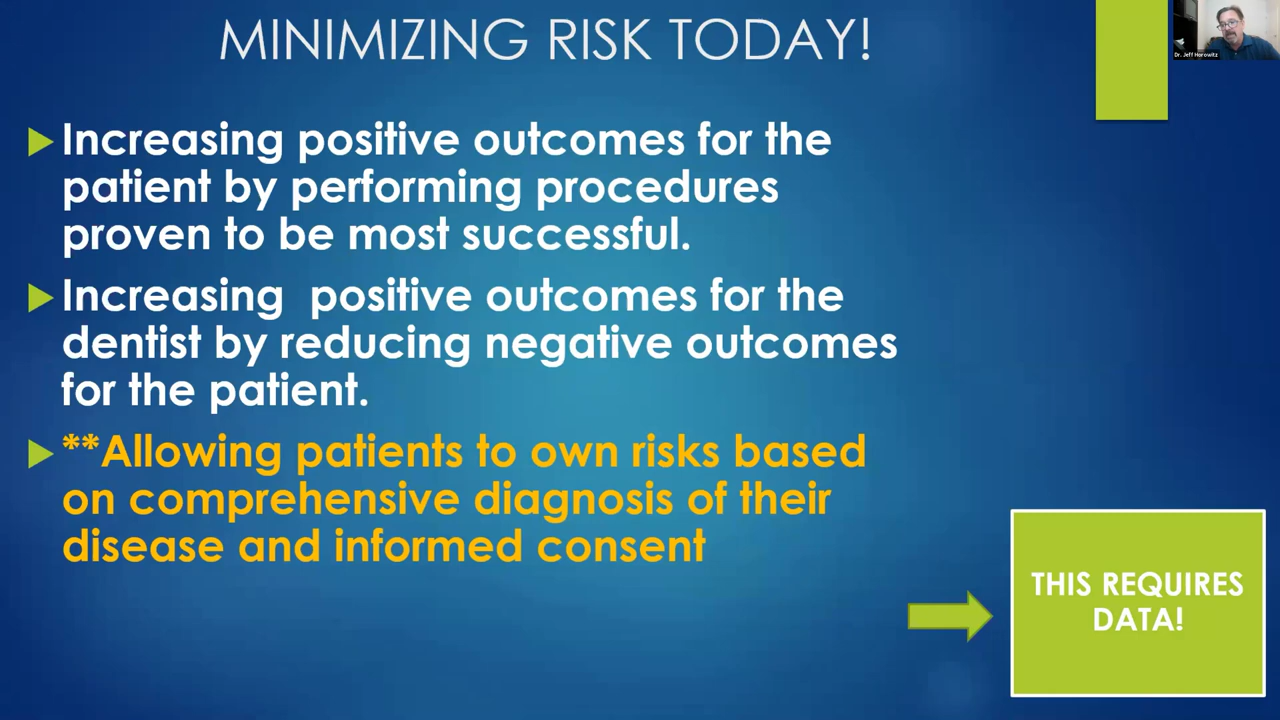 MINIMIZING RISK TODAY!
Dr. Jeff Horowitz
Increasing positive outcomes for the
patient by performing procedures
proven to be most successful.
Increasing  positive outcomes for the
dentist by reducing negative outcomes
for the patient.
**Allowing patients to own risks based
on comprehensive diagnosis of their
disease and informed consent
THIS REQUIRES
DATA!